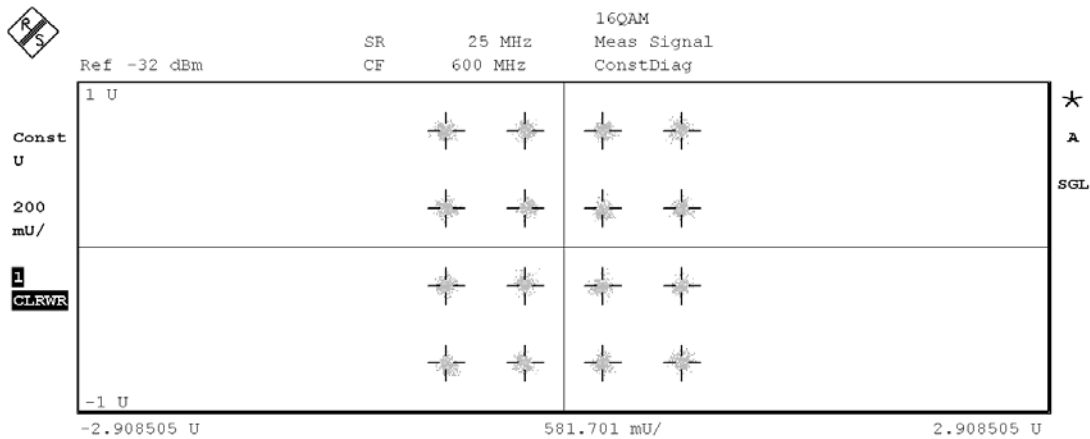 R S
16QAM
SR 25 MHz Meas Signal
Ref -32 dBm CF 600 MHz ConstDiag
1 U
A
Const
U
SGL
200
mU/
1
CLRWR
-1 U
-2.908505 U 581.701 mU/ 2.908505 U